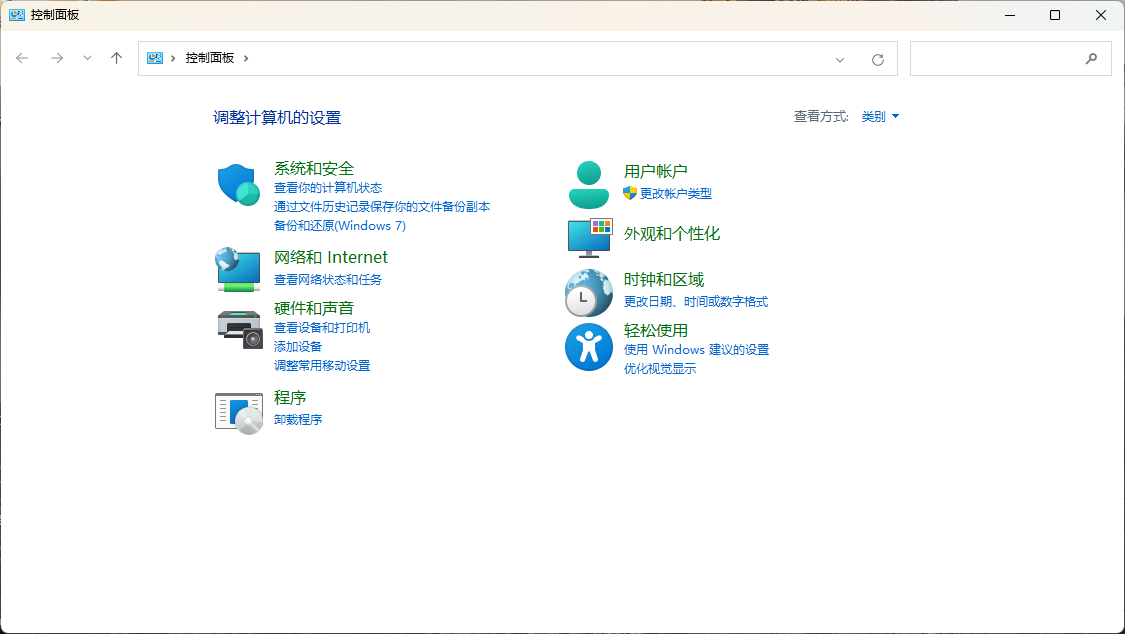 控制面板
控制面板
调整计算机的设置
查看方式: 类别
系统和安全
查看你的计算机状态
通过文件历史记录保存你的文件备份副本
备份和还原(Windows 7)
网络和 Internet
查看网络状态和任务
硬件和声音
查看设备和打印机
添加设备
调整常用移动设置
程序
卸载程序
用户帐户
更改帐户类型
外观和个性化
时钟和区域
更改日期、时间或数字格式
轻松使用
使用 Windows 建议的设置
优化视觉显示